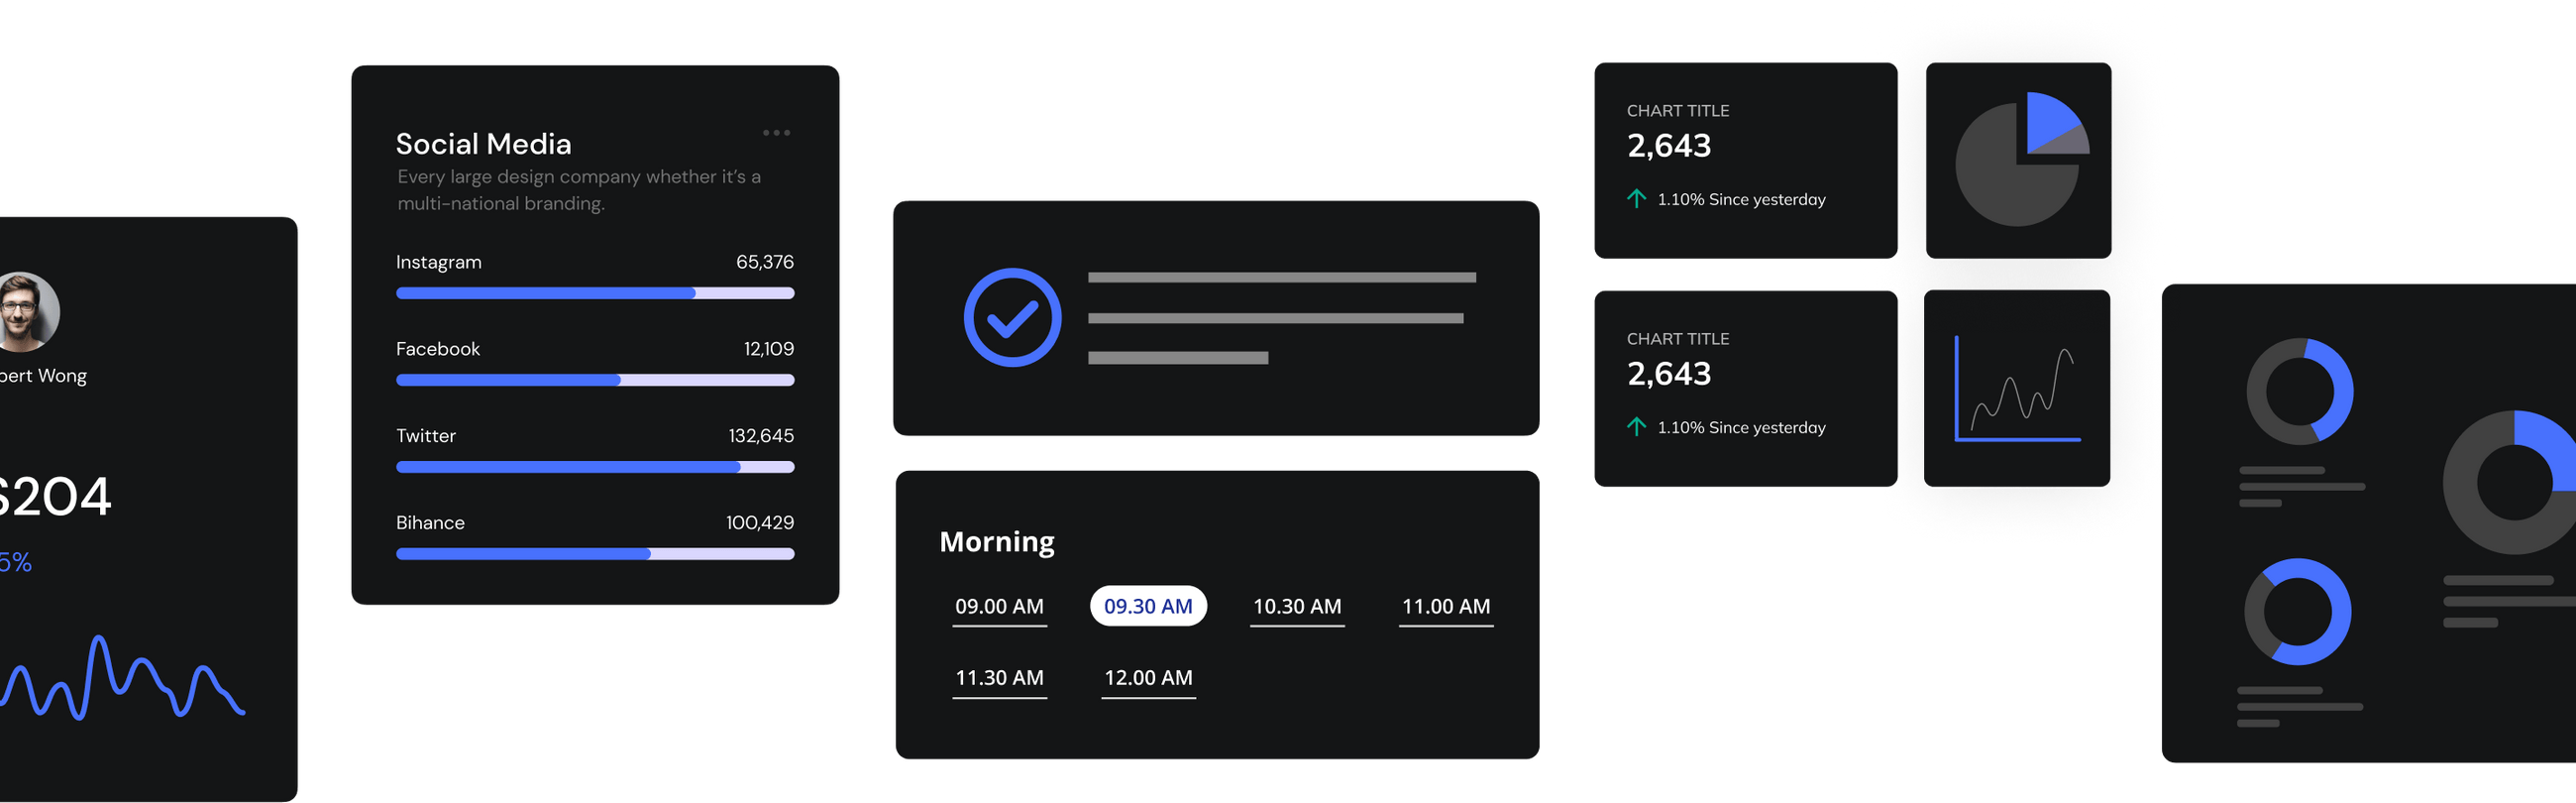 Wong
204
5%
Social Media
Every large design company whether it's a
multi-national branding.
Instagram 65,376
Facebook 12,109
Twitter 132,645
Bihance 100,429
Morning
09.00 AM 09.30 AM 10.30 AM 11.00 AM
11.30 AM 12.00 AM
CHART TITLE
2,643
1.10% Since yesterday
CHART TITLE
2,643
1.10% Since yesterday